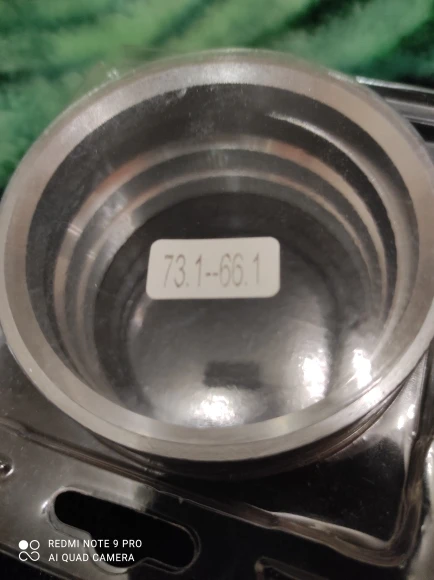 73.1--66.1
REDMI NOTE 9 PRO
AI QUAD CAMERA